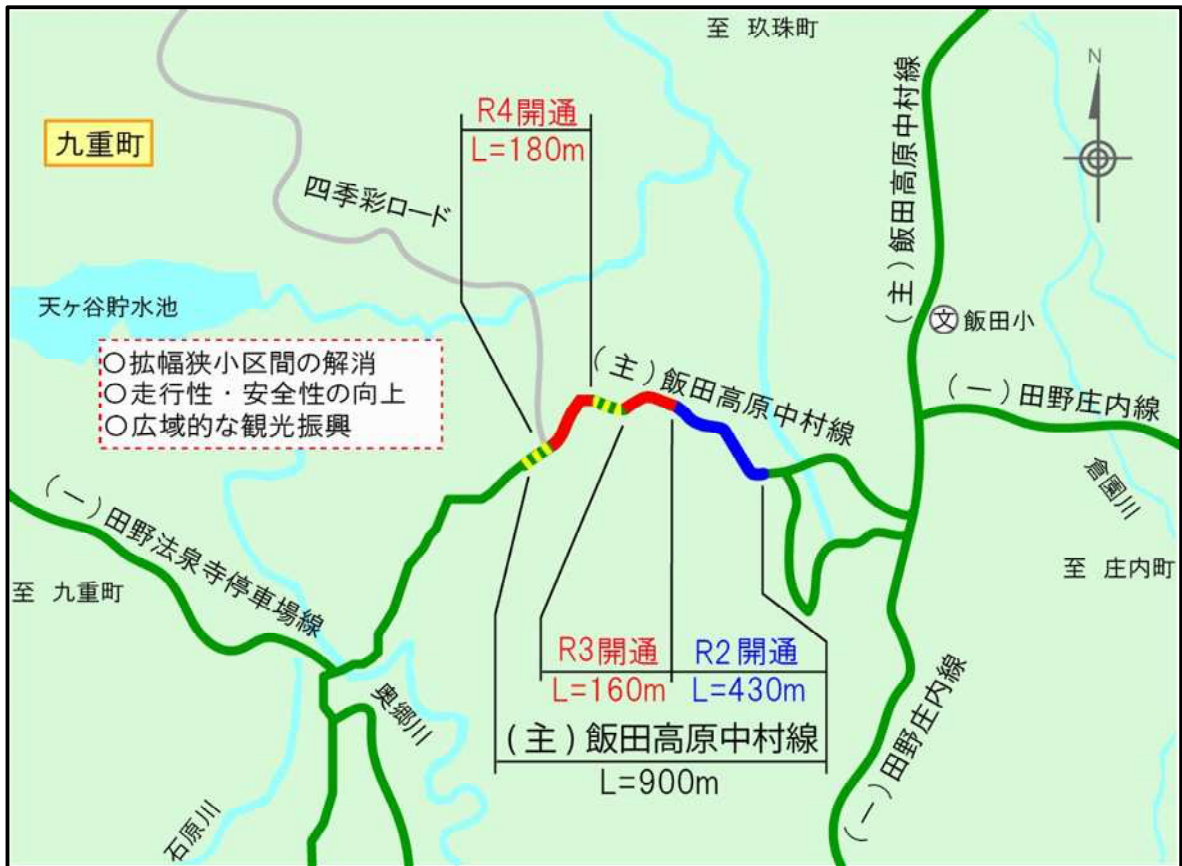 至 玖珠町
N
九重町
R4開通
L=180m
四季彩ロード
(主)飯田高原中村線
天ヶ谷貯水池
文 飯田小
○拡幅狭小区間の解消
○走行性・安全性の向上
○広域的な観光振興
(主)飯田高原中村線
(一)田野庄内線
倉園川
(一)田野法泉寺停車場線
至 九重町
至 庄内町
R3開通
L=160m
R2開通
L=430m
奥郷川
(主)飯田高原中村線
L=900m
(一)田野庄内線
石原川